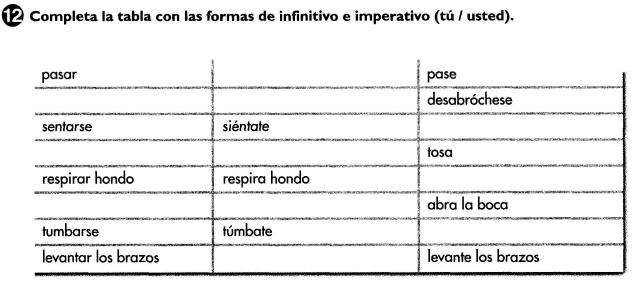 12 Completa la tabla con las formas de infinitivo e imperativo (tú / usted).
pasar pase
desabróchese
sentarse siéntate
tosa
respirar hondo respira hondo
abra la boca
tumbarse túmbate
levantar los brazos levante los brazos